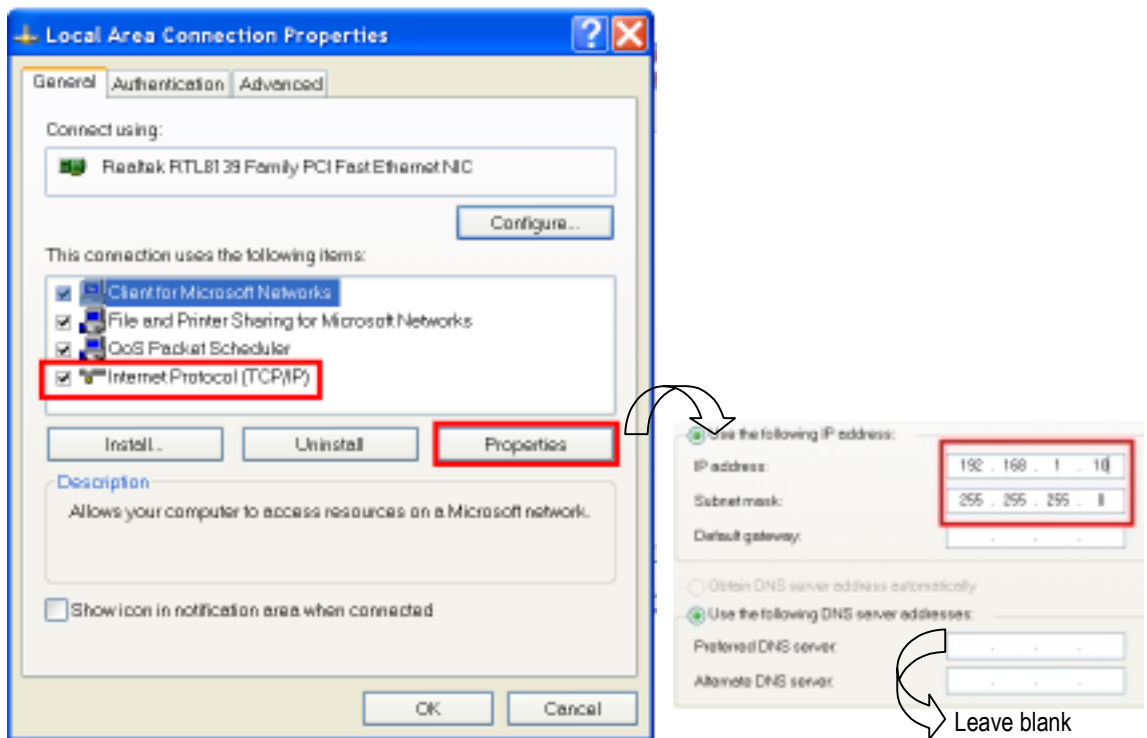 Local Area Connection Properties
General Authentication Advanced
Connect using:
Realtek RTL8139 Family PCI Fast Ethernet NIC
Configure...
This connection uses the following items:
Client for Microsoft Networks
File and Printer Sharing for Microsoft Networks
QoS Packet Scheduler
Internet Protocol (TCP/IP)
Install... Uninstall Properties
Description
Allows your computer to access resources on a Microsoft network.
Show icon in notification area when connected
OK Cancel
Use the following IP address:
IP address: 192 . 168 . 1 . 10
Subnet mask: 255 . 255 . 255 .
Default gateway: . . .
Obtain DNS server address automatically
Use the following DNS server addresses:
Preferred DNS server: . . .
Alternate DNS server: . . .
Leave blank